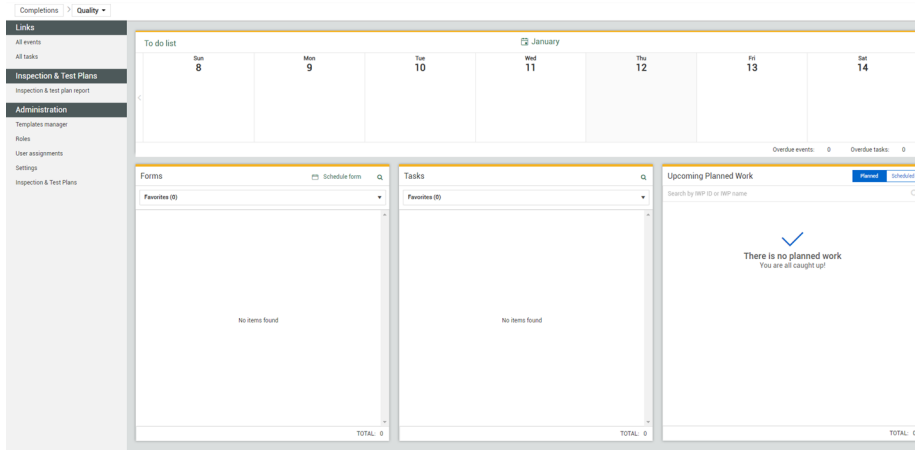 Completions > Quality
Links
All events
All tasks
Inspection & Test Plans
Inspection & test plan report
Administration
Templates manager
Roles
User assignments
Settings
Inspection & Test Plans
To do list
January
Sun Mon Tue Wed Thu Fri Sat
8 9 10 11 12 13 14
Overdue events: 0 Overdue tasks: 0
Forms Schedule form
Favorites (0)
No items found
TOTAL: 0
Tasks
Favorites (0)
No items found
TOTAL: 0
Upcoming Planned Work Planned Scheduled
Search by IWP ID or IWP name
There is no planned work
You are all caught up!
TOTAL: 0